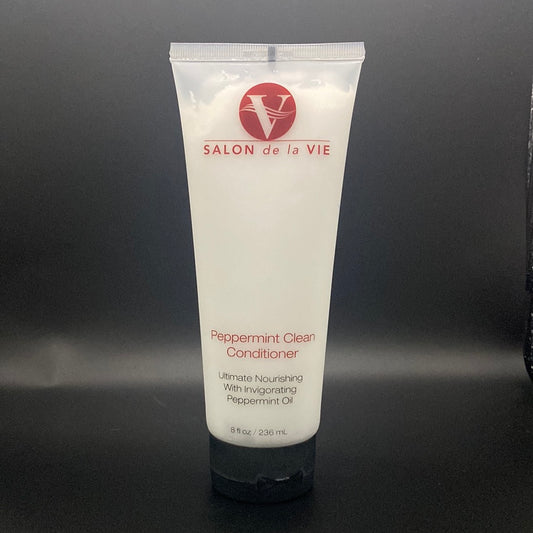 V
SALON de la VIE
Peppermint Clean
Conditioner
Ultimate Nourishing
With Invigorating
Peppermint Oil
8 fl oz / 236 mL